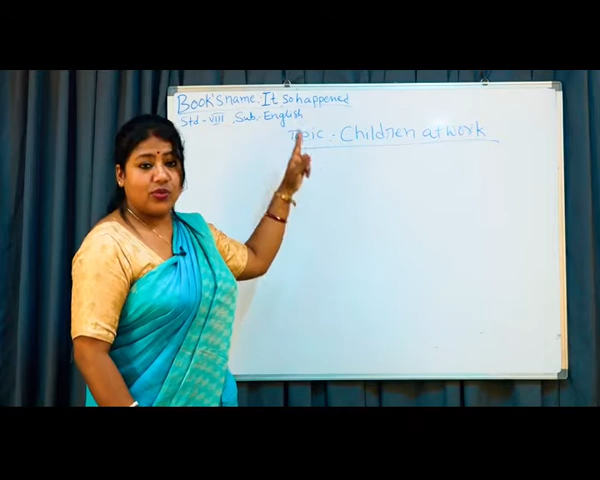 Book's name: It so happened
Std - VIII , Sub: English
Topic : Children at work